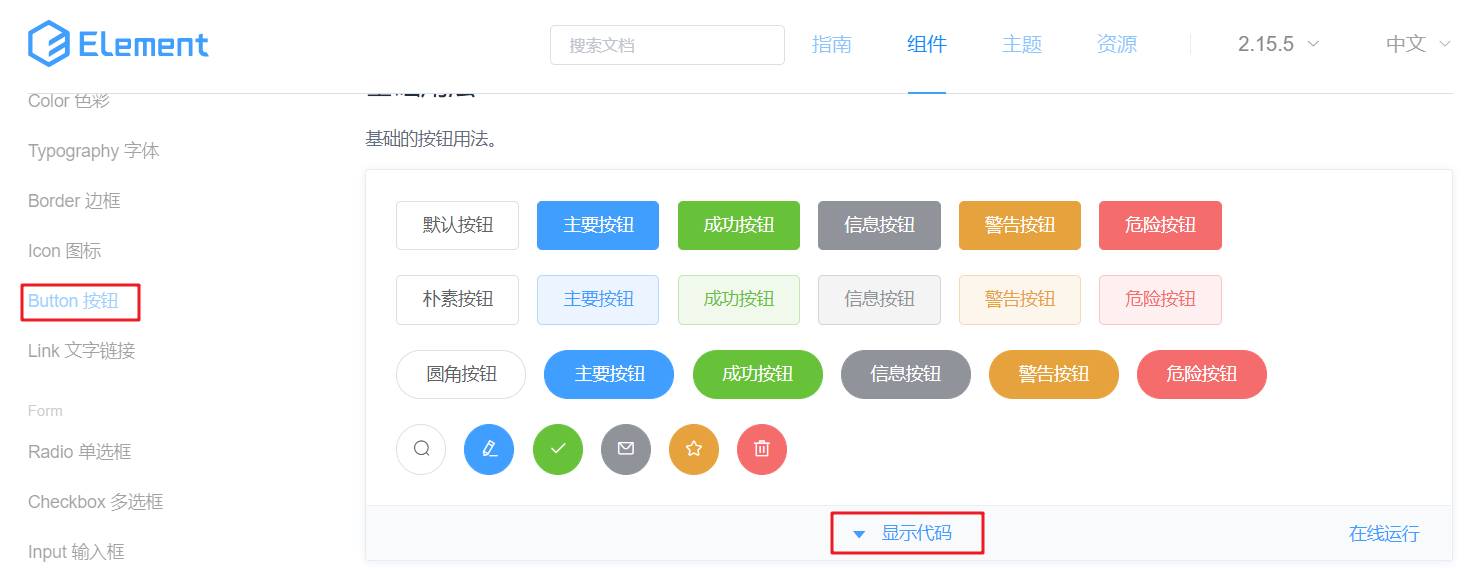 Element
搜索文档
指南
组件
主题
资源
2.15.5
中文
Color 色彩
Typography 字体
Border 边框
Icon 图标
Button 按钮
Link 文字链接
Form
Radio 单选框
Checkbox 多选框
Input 输入框
基础用法
基础的按钮用法。
默认按钮 主要按钮 成功按钮 信息按钮 警告按钮 危险按钮
朴素按钮 主要按钮 成功按钮 信息按钮 警告按钮 危险按钮
圆角按钮 主要按钮 成功按钮 信息按钮 警告按钮 危险按钮
显示代码
在线运行